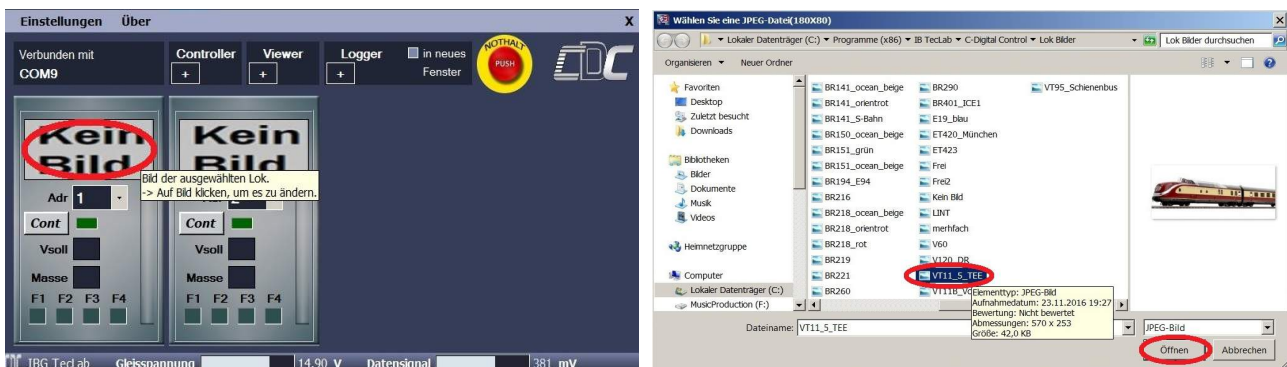 Einstellungen Über X
Verbunden mit
COM9
Controller Viewer Logger in neues Fenster
+ + +
NOTHALT
PUSH
CDC
Kein Bild
Kein Bild
Bild der ausgewählten Lok.
-> Auf Bild klicken, um es zu ändern.
Adr 1
Cont
Cont
Vsoll
Vsoll
Masse
Masse
F1 F2 F3 F4
F1 F2 F3 F4
IBG TecLab Gleisspannung 14.90 V Datensignal 381 mV
Wählen Sie eine JPEG-Datei(180X80)
Lokaler Datenträger (C:) Programme (x86) IB TecLab C-Digital Control Lok Bilder
Lok Bilder durchsuchen
Organisieren Neuer Ordner
Favoriten
Desktop
Zuletzt besucht
Downloads
Bibliotheken
Bilder
Dokumente
Musik
Videos
Heimnetzgruppe
Computer
Lokaler Datenträger (C:)
MusicProduction (F:)
BR141_ocean_beige
BR141_orientrot
BR141_S-Bahn
BR150_ocean_beige
BR151_grün
BR151_ocean_beige
BR194_E94
BR216
BR218_ocean_beige
BR218_orientrot
BR218_rot
BR219
BR221
BR260
BR290
BR401_ICE1
E19_blau
ET420_München
ET423
Frei
Frei2
Kein Bild
LINT
merhfach
V60
V120_DR
VT11_5_TEE
VT95_Schienenbus
Elementtyp: JPEG-Bild
Aufnahmedatum: 23.11.2016 19:27
Bewertung: Nicht bewertet
Abmessungen: 570 x 253
Größe: 42,0 KB
Dateiname: VT11_5_TEE
JPEG-Bild
Öffnen Abbrechen